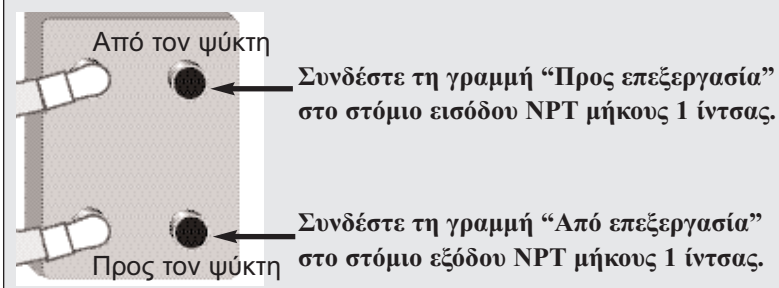 Από τον ψύκτη
Συνδέστε τη γραμμή “Προς επεξεργασία”
στο στόμιο εισόδου NPT μήκους 1 ίντσας.
Συνδέστε τη γραμμή “Από επεξεργασία”
στο στόμιο εξόδου NPT μήκους 1 ίντσας.
Προς τον ψύκτη